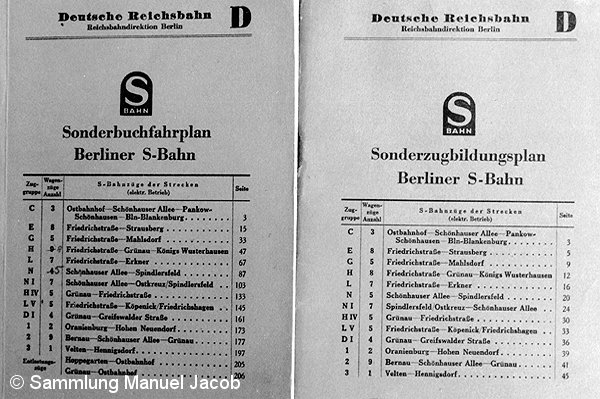 Deutsche Reichsbahn D
Reichsbahndirektion Berlin
S
BAHN
Sonderbuchfahrplan
Berliner S-Bahn
Zug-
gruppe Wagen-
züge
Anzahl S-Bahnzüge der Strecken
(elektr. Betrieb) Seite
C 3 Ostbahnhof—Schönhauser Allee—Pankow-
Schönhausen—Bln-Blankenburg 3
E 8 Friedrichstraße—Strausberg 15
G 5 Friedrichstraße—Mahlsdorf 33
H Friedrichstraße—Grünau—Königs Wusterhausen 47
L 7 Friedrichstraße—Erkner 67
N Schönhauser Allee—Spindlersfeld 87
N I 7 Schönhauser Allee—Ostkreuz/Spindlersfeld 103
H IV 5 Grünau—Friedrichstraße 133
L V 5 Friedrichstraße—Köpenick/Friedrichshagen 145
D I 4 Grünau—Greifswalder Straße 161
1 2 Oranienburg—Hohen Neuendorf 173
2 9 Bernau—Schönhauser Allee—Grünau 177
3 1 Velten—Hennigsdorf 197
Hoppegarten—Ostbahnhof 205
Grünau—Ostbahnhof 206
Deutsche Reichsbahn D
Reichsbahndirektion Berlin
S
BAHN
Sonderzugbildungsplan
Berliner S-Bahn
Zug-
gruppe Wagen-
züge
Anzahl S-Bahnzüge der Strecken
(elektr. Betrieb) Seite
C 3 Ostbahnhof—Schönhauser Allee—Pankow-
Schönhausen—Bln-Blankenburg 3
E 8 Friedrichstraße—Strausberg 5
G 5 Friedrichstraße—Mahlsdorf 9
H 8 Friedrichstraße—Grünau—Königs Wusterhausen 12
L 7 Friedrichstraße—Erkner 16
N 5 Schönhauser Allee—Spindlersfeld 20
N I 7 Spindlersfeld/Ostkreuz—Schönhauser Allee 24
H IV 5 Grünau—Friedrichstraße 30
L V 5 Friedrichstraße—Köpenick/Friedrichshagen 33
D I 4 Grünau—Greifswalder Straße 36
1 2 Oranienburg—Hohen Neuendorf 39
2 9 Bernau—Schönhauser Allee—Grünau 41
3 1 Velten—Hennigsdorf 45
© Sammlung Manuel Jacob